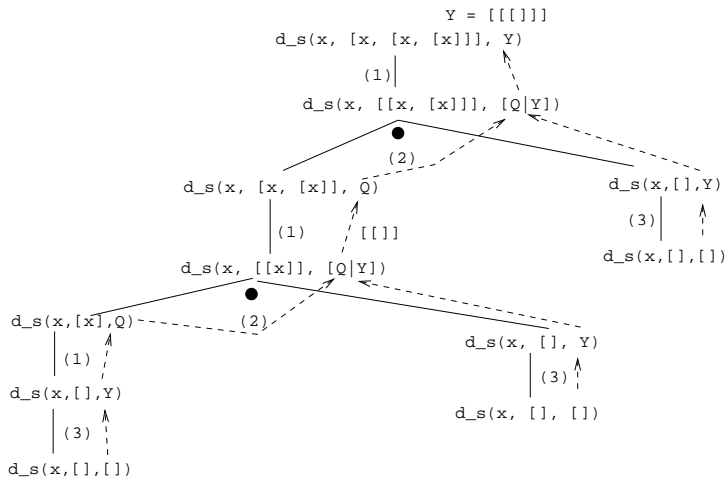 Y = [[[]]]
d_s(x, [x, [x, [x]]], Y)
(1)
d_s(x, [[x, [x]]], [Q|Y])
(2)
d_s(x, [x, [x]], Q)
d_s(x,[],Y)
(1)
[[]]
(3)
d_s(x,[],[])
d_s(x, [[x]], [Q|Y])
(2)
d_s(x,[x],Q)
d_s(x, [], Y)
(1)
(3)
d_s(x,[],Y)
d_s(x, [], [])
(3)
d_s(x,[],[])